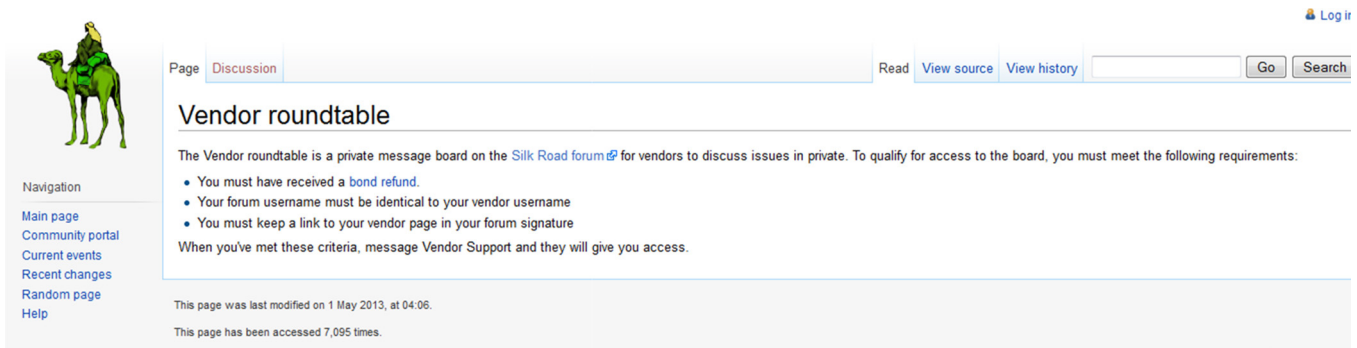 Log in
Page Discussion Read View source View history Go Search
Vendor roundtable
The Vendor roundtable is a private message board on the Silk Road forum for vendors to discuss issues in private. To qualify for access to the board, you must meet the following requirements:
You must have received a bond refund.
Your forum username must be identical to your vendor username
You must keep a link to your vendor page in your forum signature
When you've met these criteria, message Vendor Support and they will give you access.
Navigation
Main page
Community portal
Current events
Recent changes
Random page
Help
This page was last modified on 1 May 2013, at 04:06.
This page has been accessed 7,095 times.